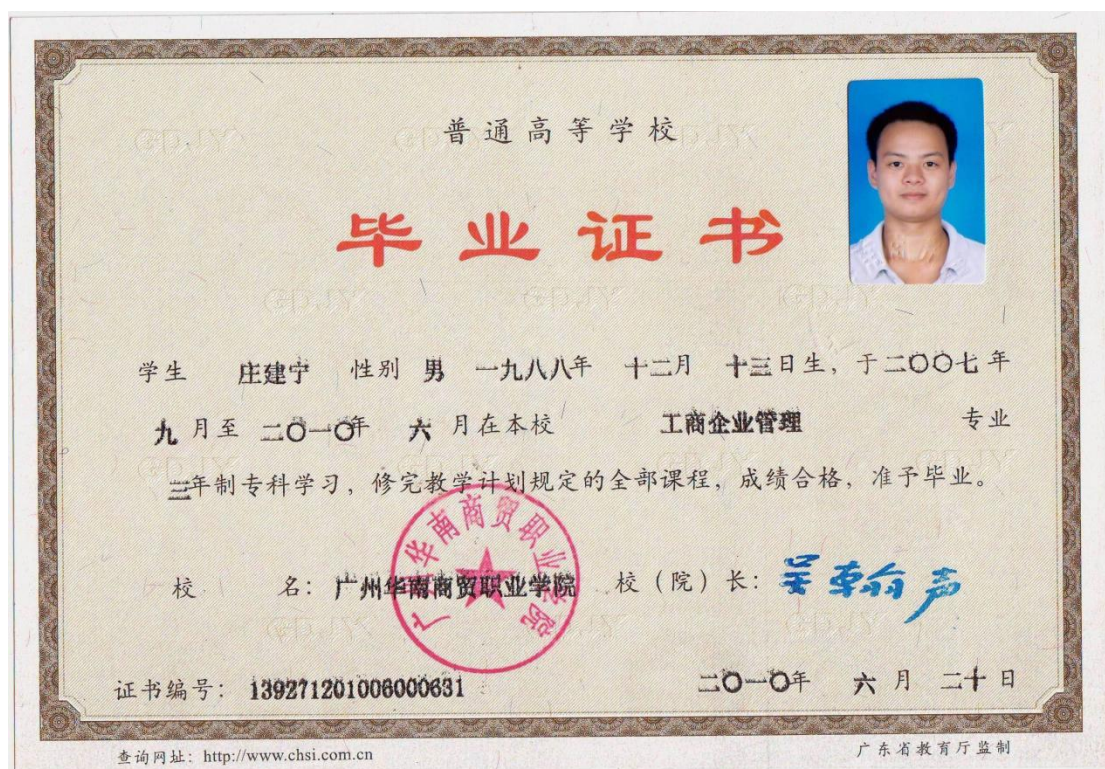 普通高等学校
毕业证书
学生 庄建宁 性别 男 一九八八年 十二月 十三日生，于二〇〇七年
九月至 二〇一〇年 六月在本校 工商企业管理 专业
三年制专科学习，修完教学计划规定的全部课程，成绩合格，准予毕业。
校 名：广州华南商贸职业学院 校（院）长：吴翰声
广州华南商贸职业学院
证书编号：139271201006000631 二〇一〇年 六月二十日
查询网址：http://www.chsi.com.cn 广东省教育厅监制